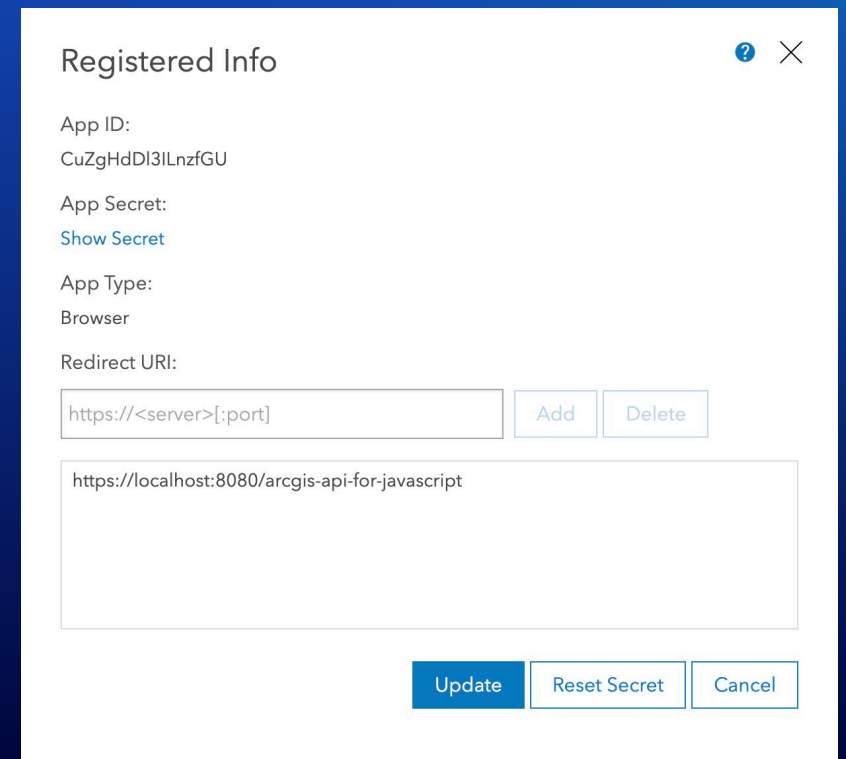 Registered Info
?
App ID:
CuZgHdDl3ILnzfGU
App Secret:
Show Secret
App Type:
Browser
Redirect URI:
https://<server>[:port]
Add
Delete
https://localhost:8080/arcgis-api-for-javascript
Update
Reset Secret
Cancel